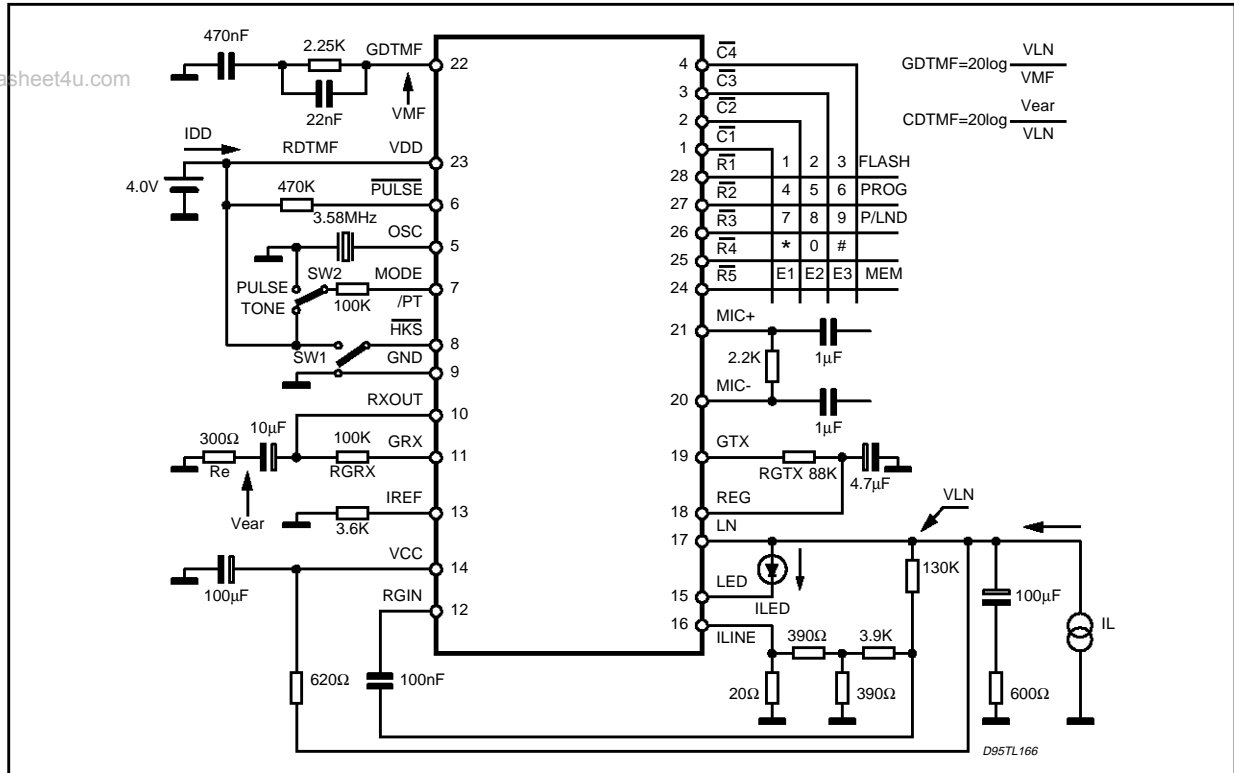 470nF
2.25K
GDTMF
22
22nF
VMF
asheet4u.com
IDD
RDTMF
VDD
23
4.0V
470K
PULSE
6
3.58MHz
OSC
5
PULSE
SW2
MODE
7
TONE
100K
/PT
HKS
8
SW1
GND
9
RXOUT
10
300Ω
10µF
100K
GRX
11
Re
RGRX
Vear
IREF
13
3.6K
VCC
14
100µF
RGIN
12
620Ω
100nF
C4
4
C3
3
C2
2
C1
1
GDTMF=20log VLN
VMF
CDTMF=20log Vear
VLN
R1 1 2 3 FLASH
28
R2 4 5 6 PROG
27
R3 7 8 9 P/LND
26
R4 * 0 #
25
R5 E1 E2 E3 MEM
24
MIC+
21
1µF
2.2K
MIC-
20
1µF
GTX
19
RGTX 88K
4.7µF
REG
18
VLN
LN
17
130K
LED
15
ILED
100µF
IL
ILINE
16
390Ω
3.9K
20Ω
390Ω
600Ω
D95TL166